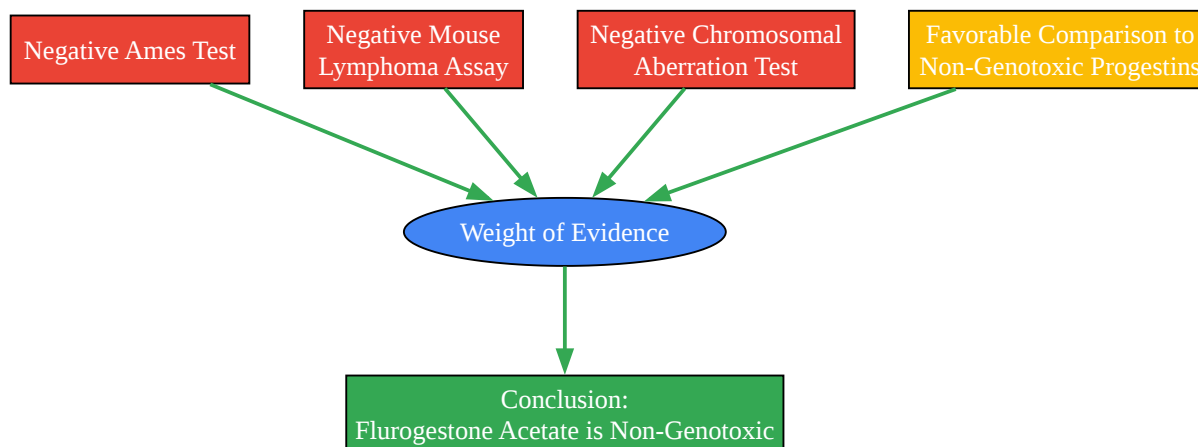 Negative Ames Test
Negative Mouse
Lymphoma Assay
Negative Chromosomal
Aberration Test
Favorable Comparison to
Non-Genotoxic Progestins
Weight of Evidence
Conclusion:
Flurogestone Acetate is Non-Genotoxic